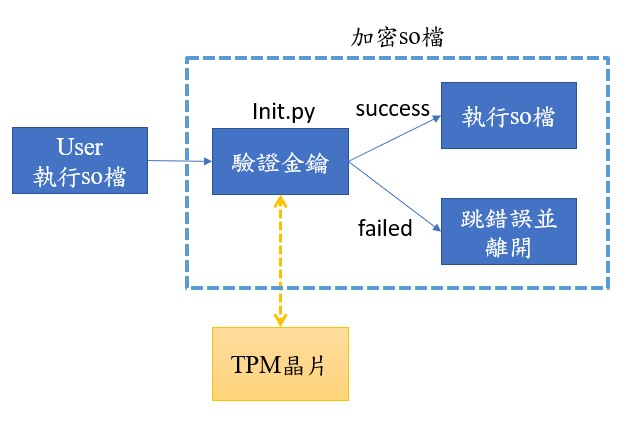 加密so檔
Init.py
success
執行so檔
User
執行so檔
驗證金鑰
failed
跳錯誤並
離開
TPM晶片